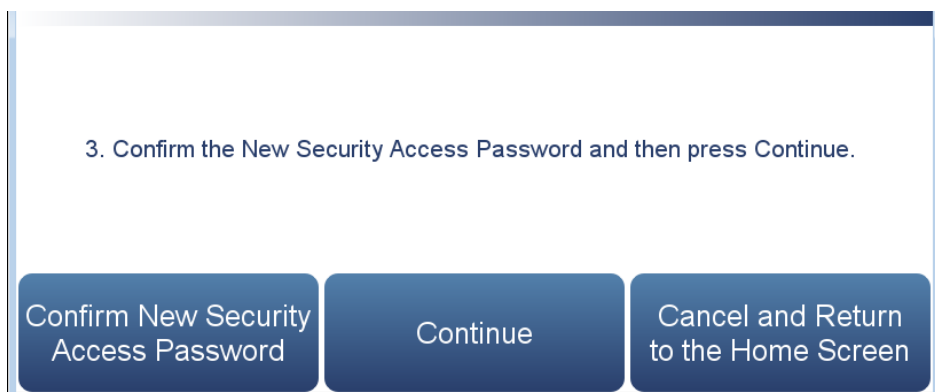 3. Confirm the New Security Access Password and then press Continue.
Confirm New Security
Access Password
Continue
Cancel and Return
to the Home Screen